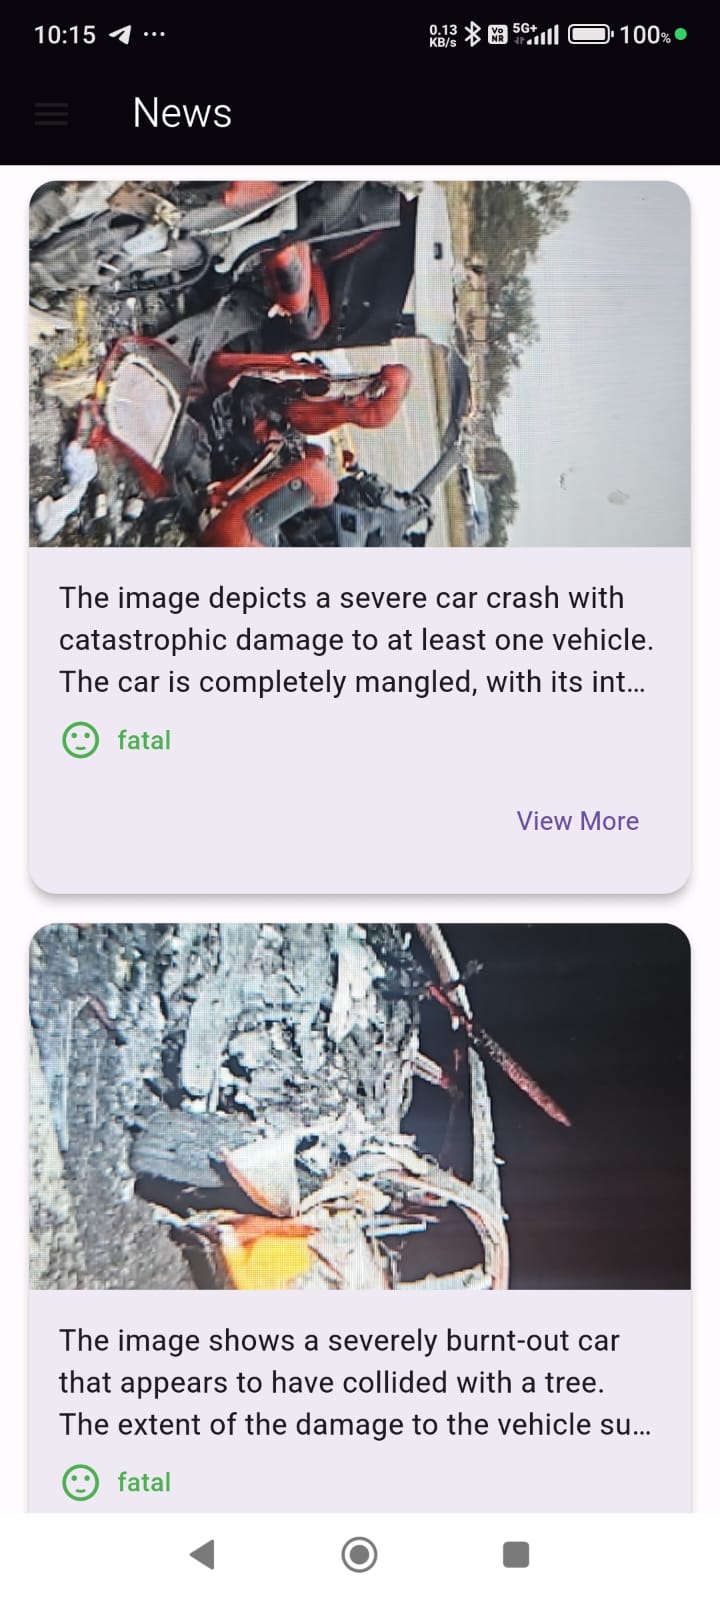 10:15
0.13 KB/s
Vo NR
5G+
100%
News
The image depicts a severe car crash with
catastrophic damage to at least one vehicle.
The car is completely mangled, with its int...
fatal
View More
The image shows a severely burnt-out car
that appears to have collided with a tree.
The extent of the damage to the vehicle su...
fatal